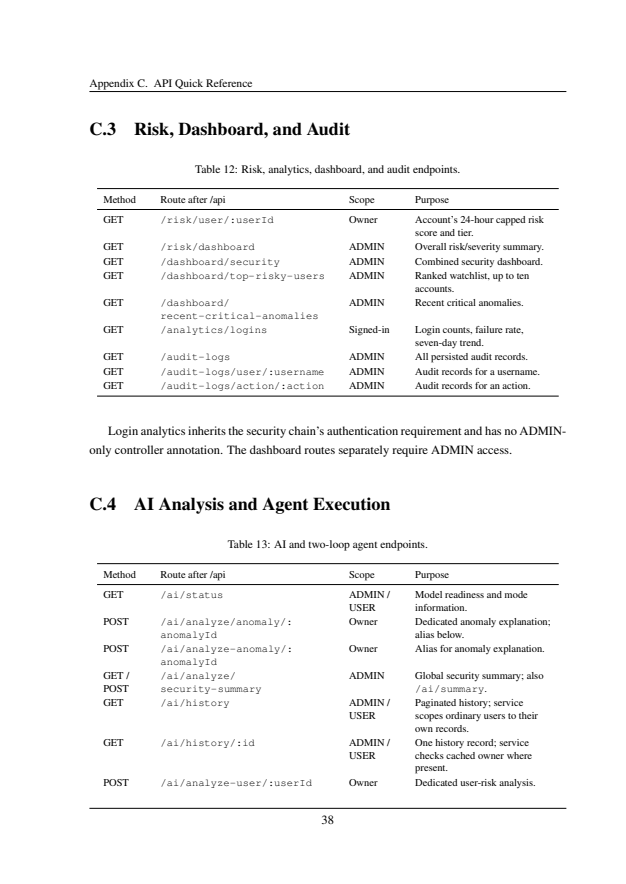 Appendix C. API Quick Reference
C.3 Risk, Dashboard, and Audit
Table 12: Risk, analytics, dashboard, and audit endpoints.
Method Route after /api Scope Purpose
GET /risk/user/:userId Owner Account's 24-hour capped risk
score and tier.
GET /risk/dashboard ADMIN Overall risk/severity summary.
GET /dashboard/security ADMIN Combined security dashboard.
GET /dashboard/top-risky-users ADMIN Ranked watchlist, up to ten
accounts.
GET /dashboard/ ADMIN Recent critical anomalies.
recent-critical-anomalies
GET /analytics/logins Signed-in Login counts, failure rate,
seven-day trend.
GET /audit-logs ADMIN All persisted audit records.
GET /audit-logs/user/:username ADMIN Audit records for a username.
GET /audit-logs/action/:action ADMIN Audit records for an action.
Login analytics inherits the security chain's authentication requirement and has no ADMIN-
only controller annotation. The dashboard routes separately require ADMIN access.
C.4 AI Analysis and Agent Execution
Table 13: AI and two-loop agent endpoints.
Method Route after /api Scope Purpose
GET /ai/status ADMIN / Model readiness and mode
USER information.
POST /ai/analyze/anomaly/: Owner Dedicated anomaly explanation;
anomalyId alias below.
POST /ai/analyze-anomaly/: Owner Alias for anomaly explanation.
anomalyId
GET / /ai/analyze/ ADMIN Global security summary; also
POST security-summary /ai/summary.
GET /ai/history ADMIN / Paginated history; service
USER scopes ordinary users to their
own records.
GET /ai/history/:id ADMIN / One history record; service
USER checks cached owner where
present.
POST /ai/analyze-user/:userId Owner Dedicated user-risk analysis.
38